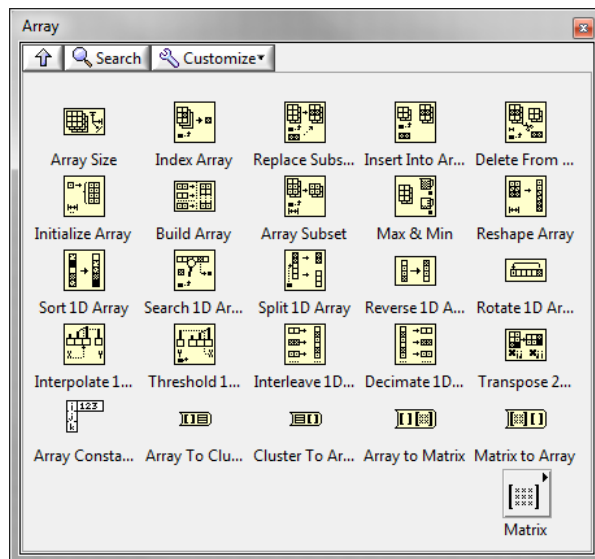 Array
Search Customize
Array Size Index Array Replace Subs... Insert Into Ar... Delete From ...
Initialize Array Build Array Array Subset Max & Min Reshape Array
Sort 1D Array Search 1D Ar... Split 1D Array Reverse 1D A... Rotate 1D Ar...
Interpolate 1... Threshold 1... Interleave 1D... Decimate 1D... Transpose 2...
Array Consta... Array To Clu... Cluster To Ar... Array to Matrix Matrix to Array
Matrix